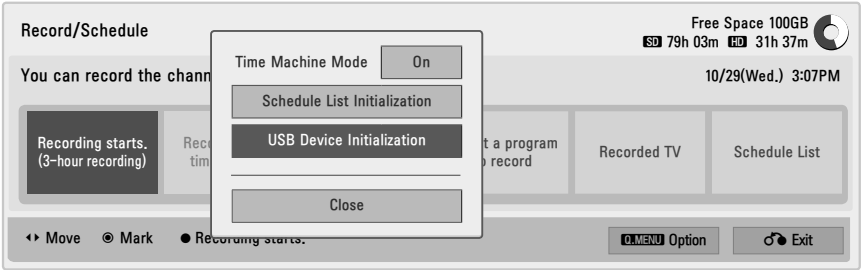 Record/Schedule
Free Space 100GB
SD 79h 03m HD 31h 37m
You can record the chann
10/29(Wed.) 3:07PM
Time Machine Mode On
Schedule List Initialization
USB Device Initialization
Close
Recording starts.
(3-hour recording)
Rec
tim
t a program
o record
Recorded TV
Schedule List
Move Mark Recording starts.
Q.MENU Option
Exit